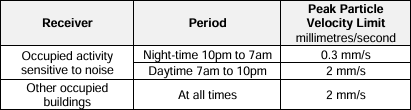 Receiver
Period
Peak Particle
Velocity Limit
millimetres/second
Occupied activity
sensitive to noise
Night-time 10pm to 7am
0.3 mm/s
Daytime 7am to 10pm
2 mm/s
Other occupied
buildings
At all times
2 mm/s